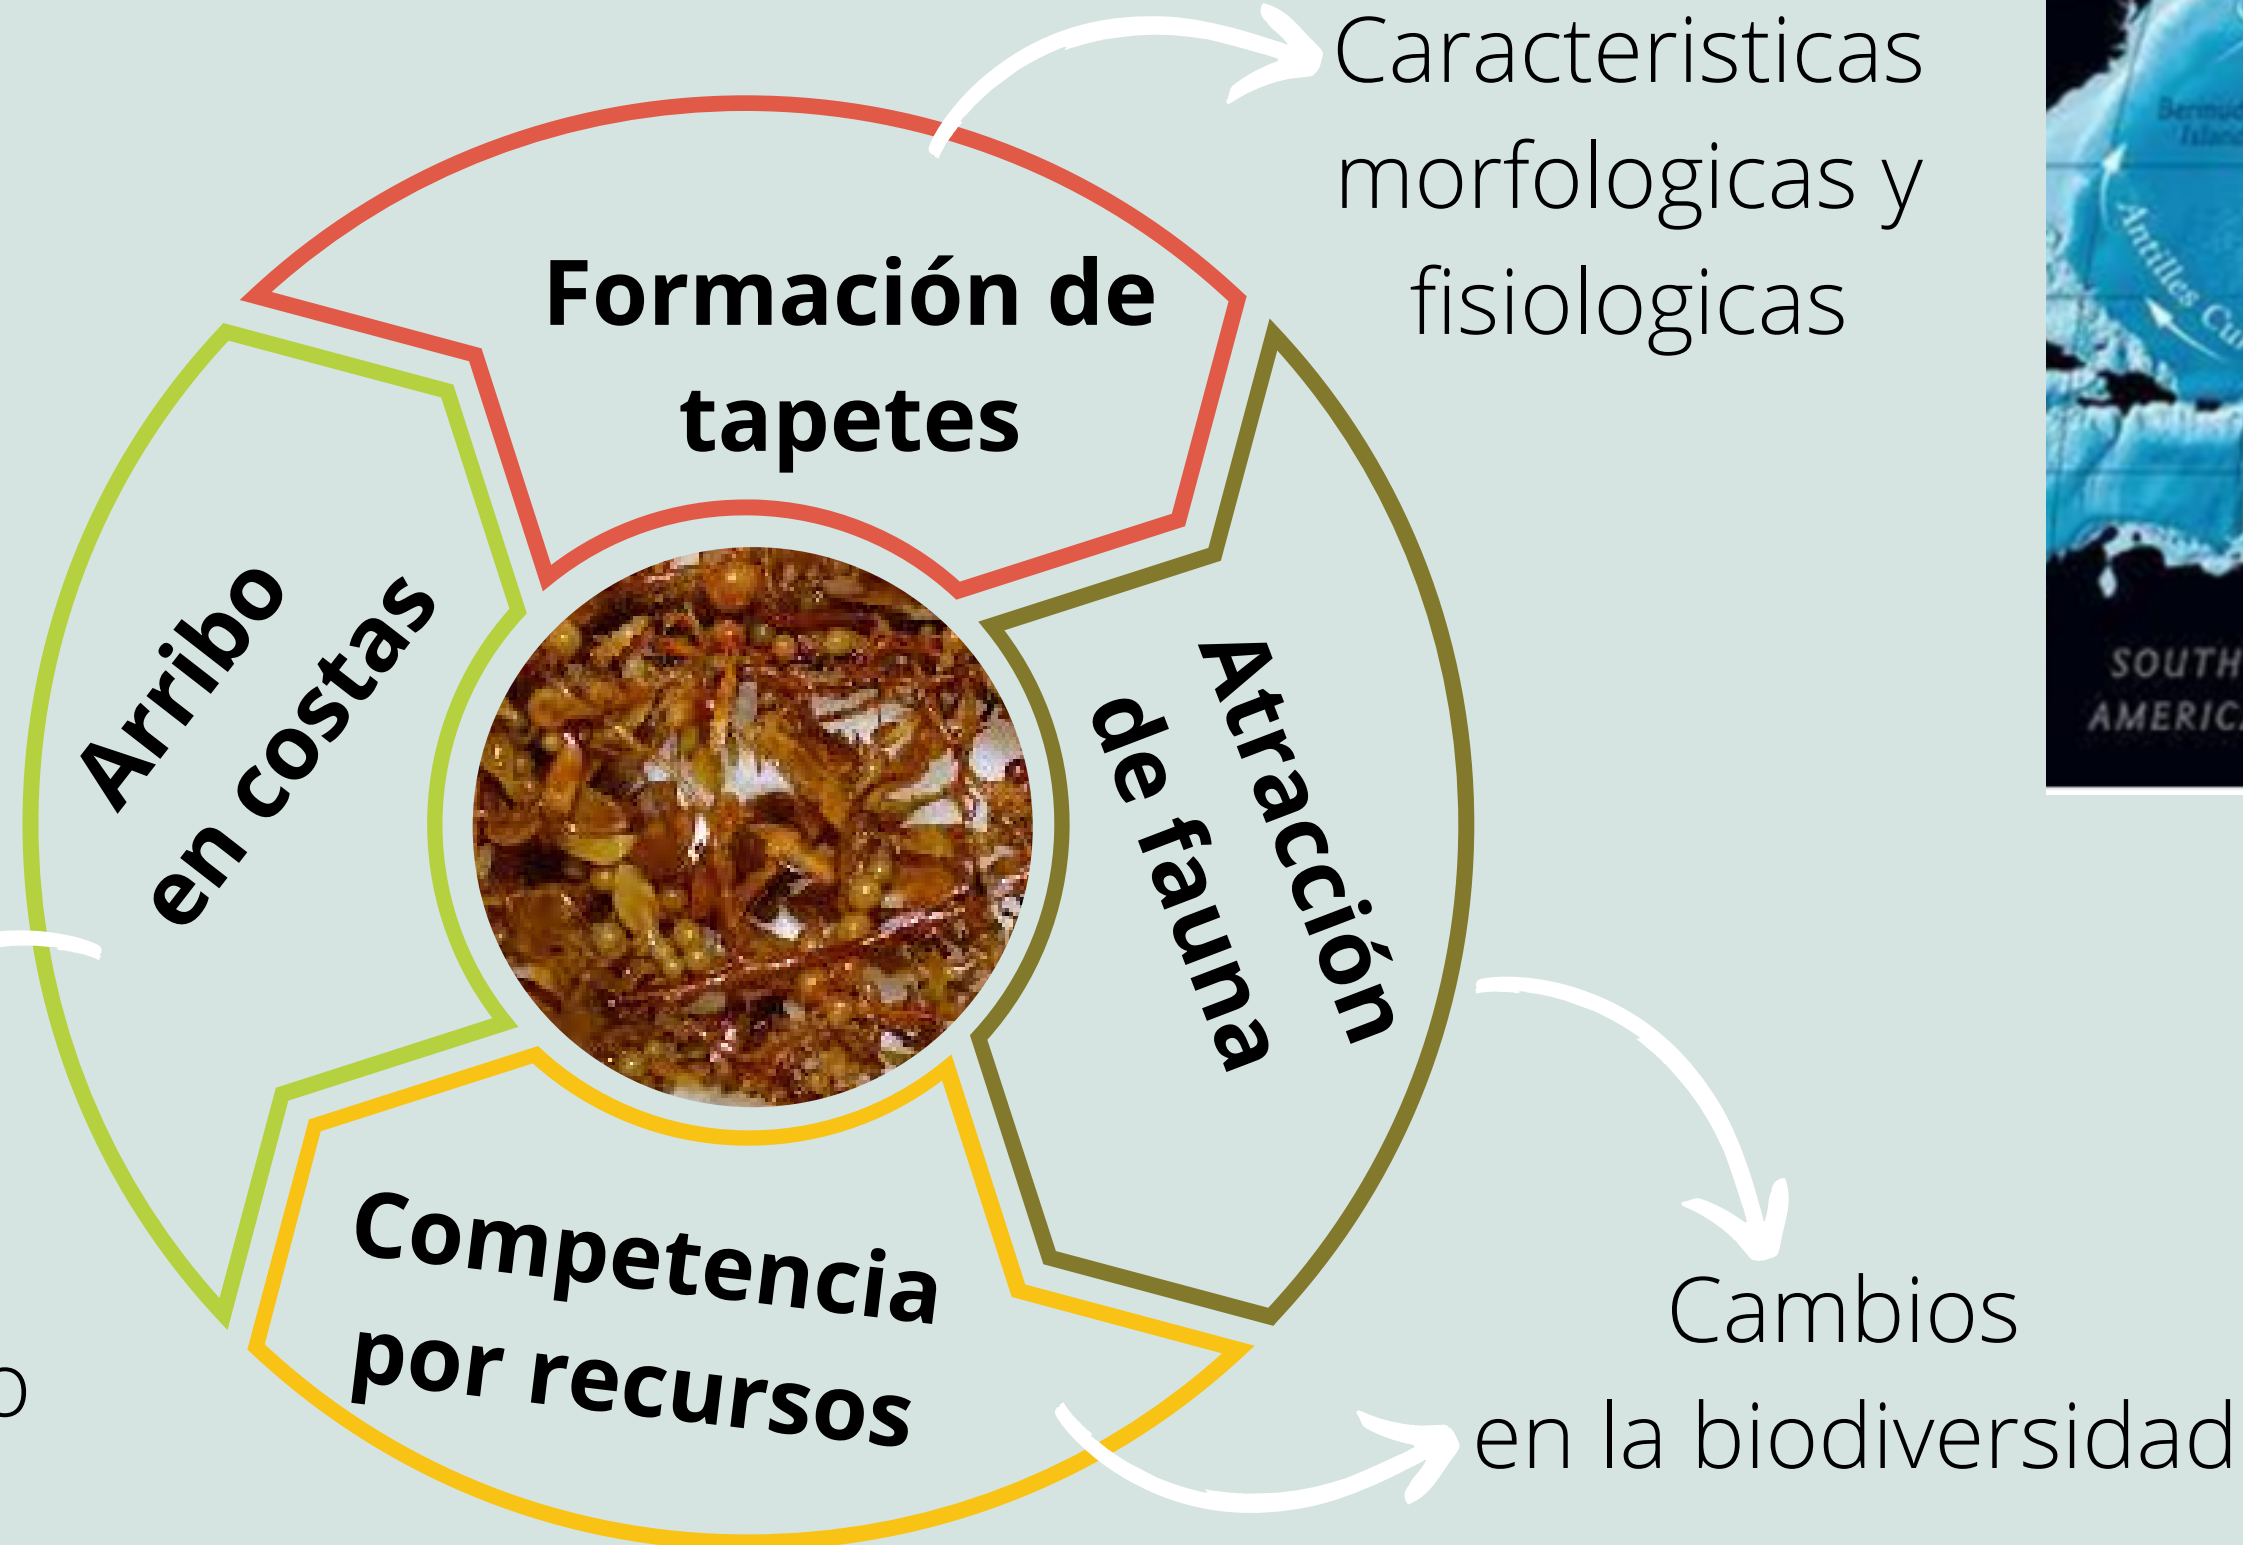 Caracteristicas
morfologicas y
fisiologicas
Formación de
tapetes
Arribo
en costas
Atracción
de fauna
Competencia
por recursos
Cambios
en la biodiversidad
o
Antilles
SOUTH